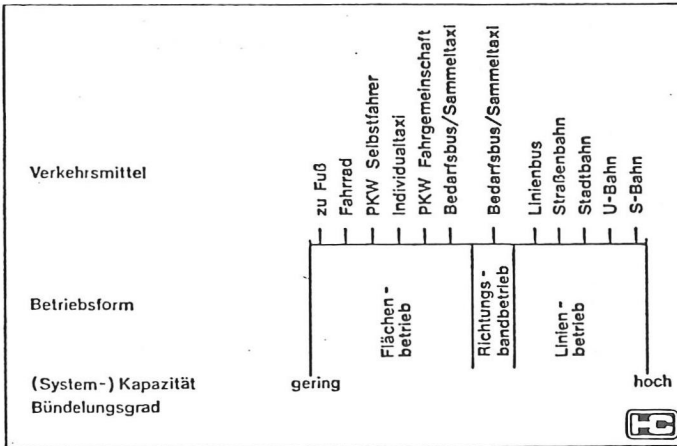 Verkehrsmittel
zu Fuß
Fahrrad
PKW Selbstfahrer
Individualtaxi
PKW Fahrgemeinschaft
Bedarfsbus/Sammeltaxi
Bedarfsbus/Sammeltaxi
Linienbus
Straßenbahn
Stadtbahn
U-Bahn
S-Bahn
Betriebsform
Flächen-
betrieb
Richtungs-
bandbetrieb
Linien-
betrieb
(System-) Kapazität
Bündelungsgrad
gering
hoch
HC